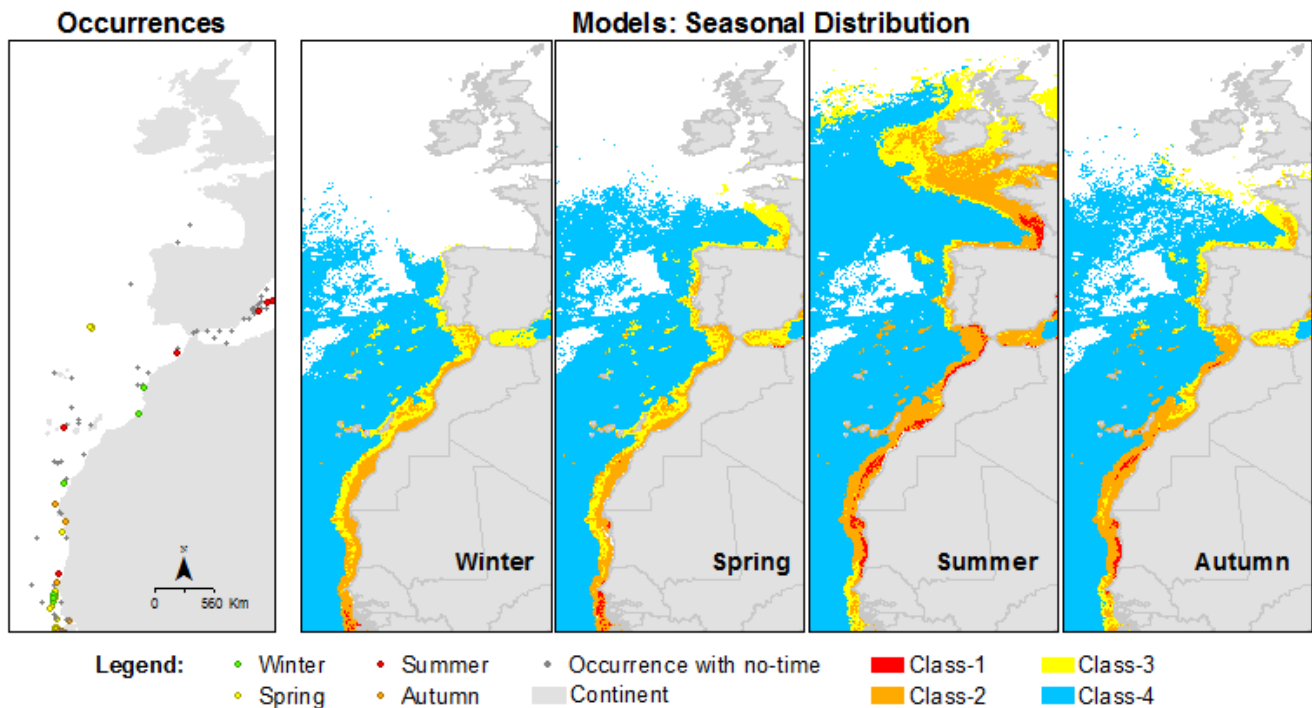 Occurrences
Models: Seasonal Distribution
N
0 560 Km
Winter
Spring
Summer
Autumn
Legend: Winter Summer Occurrence with no-time Class-1 Class-3
Spring Autumn Continent Class-2 Class-4